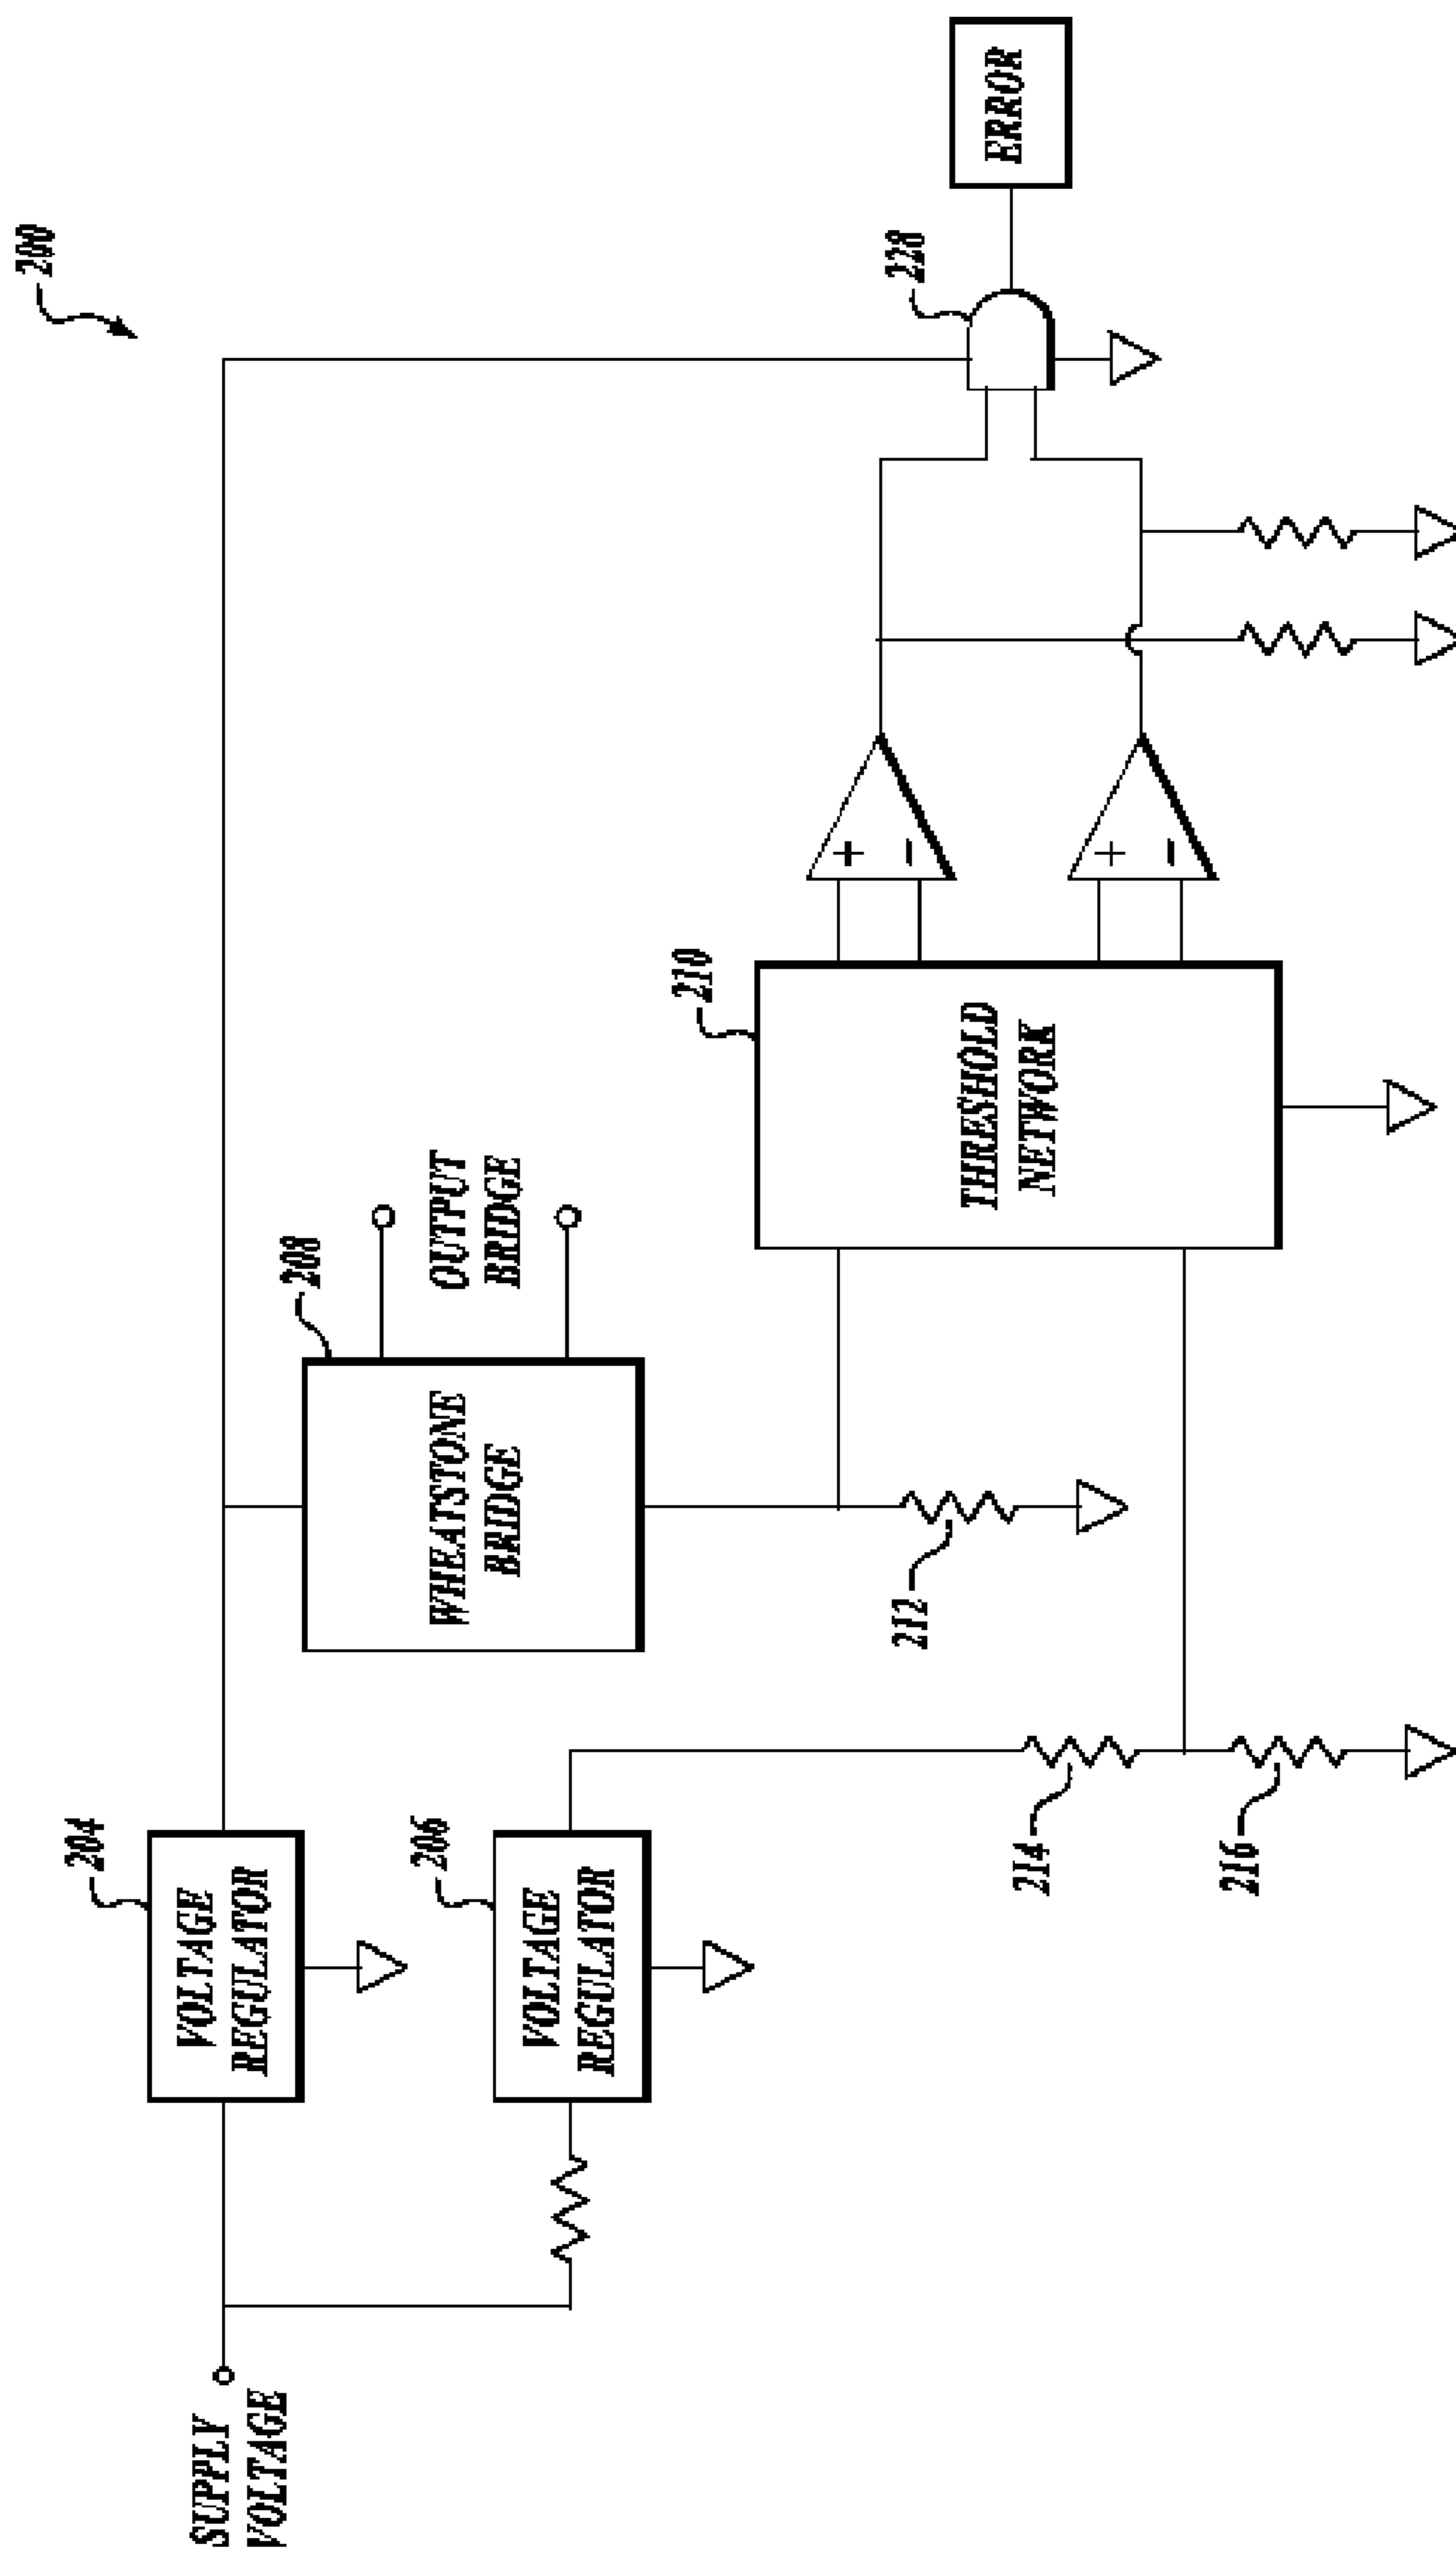 200
204
VOLTAGE
REGULATOR
SUPPLY
VOLTAGE
206
VOLTAGE
REGULATOR
208
WHEATSTONE
BRIDGE
OUTPUT
BRIDGE
210
THRESHOLD
NETWORK
+
−
+
−
212
214
216
228
ERROR